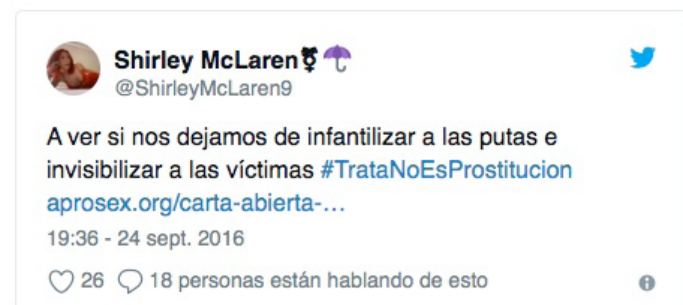 Shirley McLaren⚧☂
@ShirleyMcLaren9
A ver si nos dejamos de infantilizar a las putas e
invisibilizar a las víctimas #TrataNoEsProstitucion
aprosex.org/carta-abierta-…
19:36 - 24 sept. 2016
26 18 personas están hablando de esto